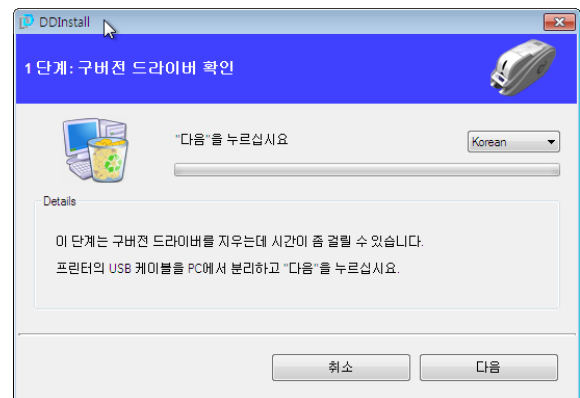 DDInstall
1 단계: 구버전 드라이버 확인
"다음"을 누르십시요
Korean
Details
이 단계는 구버전 드라이버를 지우는데 시간이 좀 걸릴 수 있습니다.
프린터의 USB 케이블을 PC에서 분리하고 "다음"을 누르십시요.
취소
다음